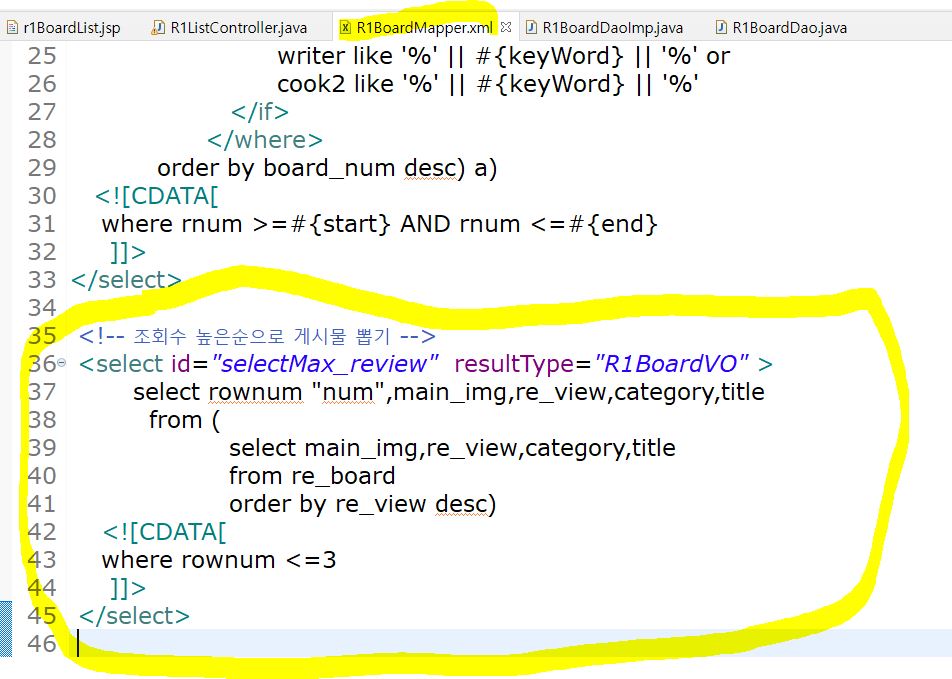 r1BoardList.jsp R1ListController.java R1BoardMapper.xml R1BoardDaoImp.java R1BoardDao.java
25 writer like '%' || #{keyWord} || '%' or
26 cook2 like '%' || #{keyWord} || '%'
27 </if>
28 </where>
29 order by board_num desc) a)
30 <![CDATA[
31 where rnum >=#{start} AND rnum <=#{end}
32 ]]>
33 </select>
34
35 <!-- 조회수 높은순으로 게시물 뽑기 -->
36 <select id="selectMax_review" resultType="R1BoardVO" >
37 select rownum "num",main_img,re_view,category,title
38 from (
39 select main_img,re_view,category,title
40 from re_board
41 order by re_view desc)
42 <![CDATA[
43 where rownum <=3
44 ]]>
45 </select>
46